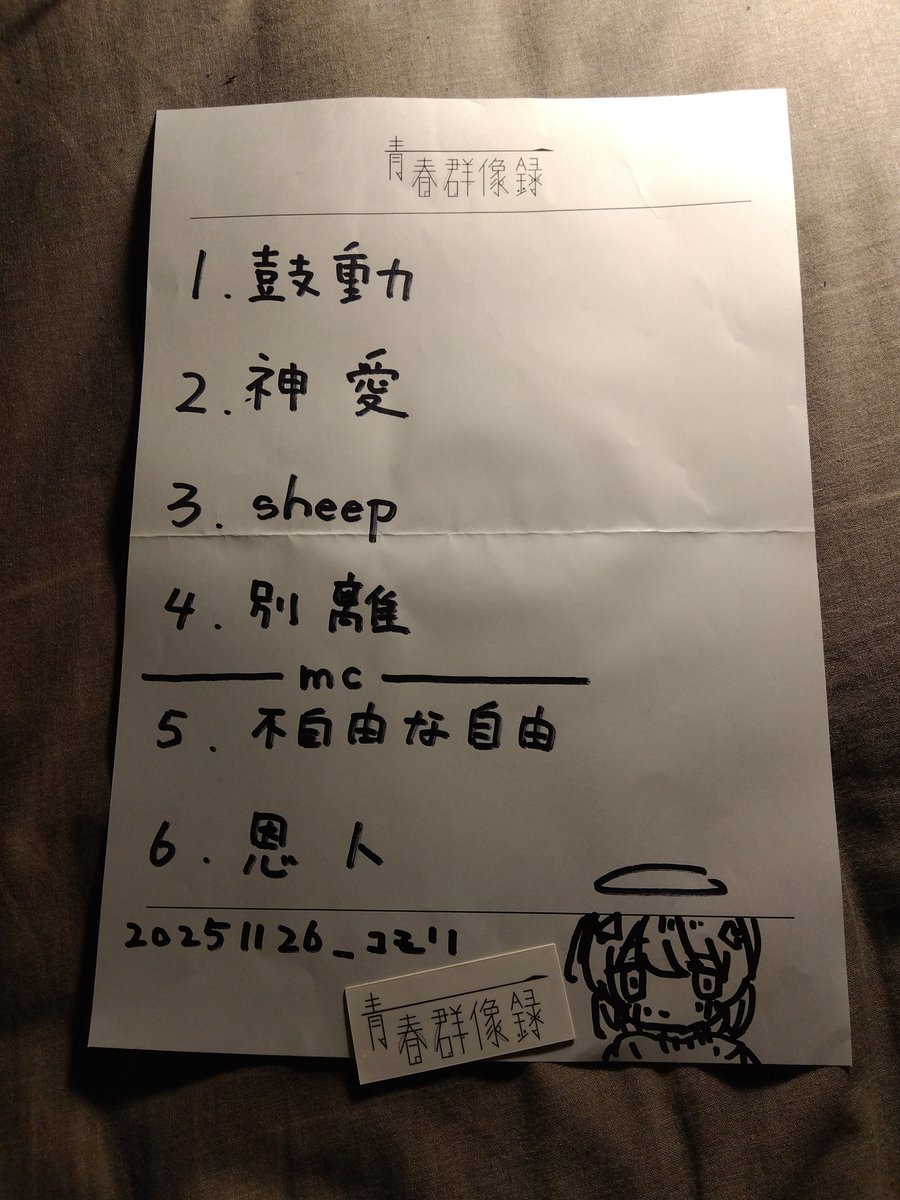 青春群像録
1. 鼓動
2. 神愛
3. sheep
4. 別離
mc
5. 不自由な自由
6. 恩人
20251126_コモリ
青春群像録